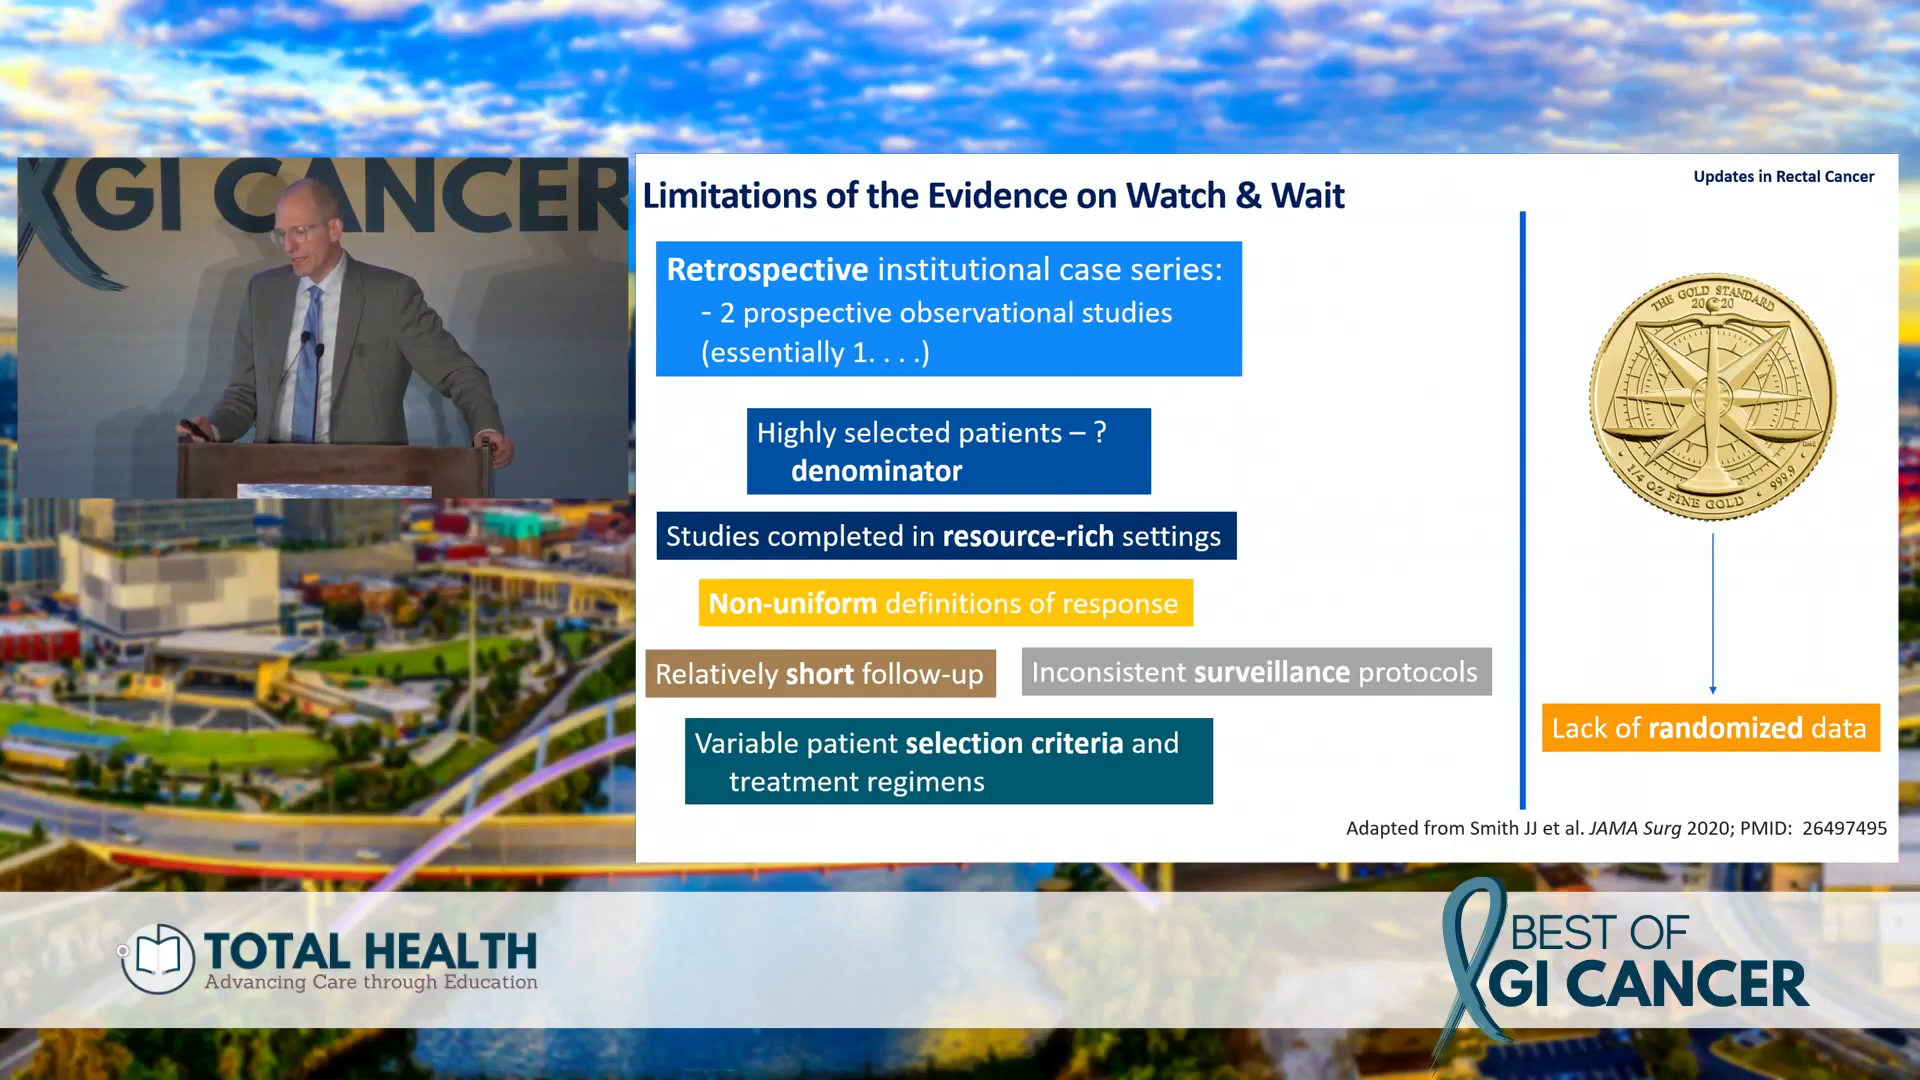 GI CANCER
Updates in Rectal Cancer
Limitations of the Evidence on Watch & Wait
Retrospective institutional case series:
- 2 prospective observational studies
(essentially 1. . . .)
Highly selected patients – ?
denominator
Studies completed in resource-rich settings
Non-uniform definitions of response
Relatively short follow-up
Inconsistent surveillance protocols
Variable patient selection criteria and
treatment regimens
THE GOLD STANDARD
2020
1/4 OZ FINE GOLD • 999.9
Lack of randomized data
Adapted from Smith JJ et al. JAMA Surg 2020; PMID: 26497495
TOTAL HEALTH
Advancing Care through Education
BEST OF
GI CANCER